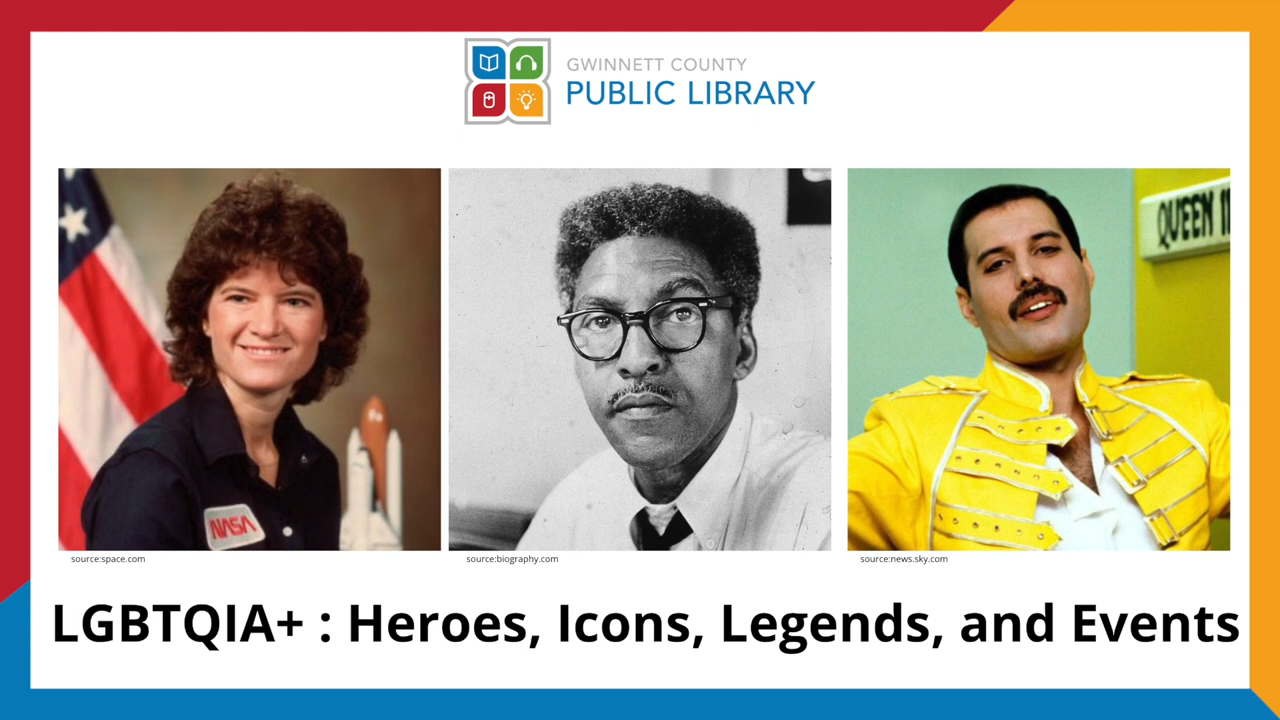 GWINNETT COUNTY
PUBLIC LIBRARY
QUEEN
NASA
source:space.com
source:biography.com
source:news.sky.com
LGBTQIA+ : Heroes, Icons, Legends, and Events